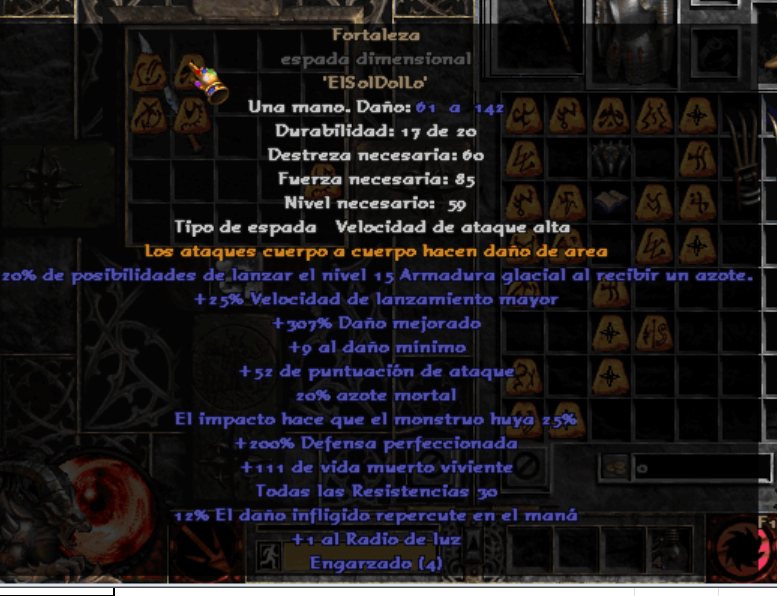 Fortaleza
espada dimensional
'ElSolDolLo'
Una mano. Daño: 61 a 142
Durabilidad: 17 de 20
Destreza necesaria: 60
Fuerza necesaria: 85
Nivel necesario: 59
Tipo de espada Velocidad de ataque alta
Los ataques cuerpo a cuerpo hacen daño de area
20% de posibilidades de lanzar el nivel 15 Armadura glacial al recibir un azote.
+25% Velocidad de lanzamiento mayor
+307% Daño mejorado
+9 al daño mínimo
+52 de puntuación de ataque
20% azote mortal
El impacto hace que el monstruo huya 25%
+200% Defensa perfeccionada
+111 de vida muerto viviente
Todas las Resistencias 30
12% El daño infligido repercute en el maná
+1 al Radio de luz
Engarzado (4)
0
F1